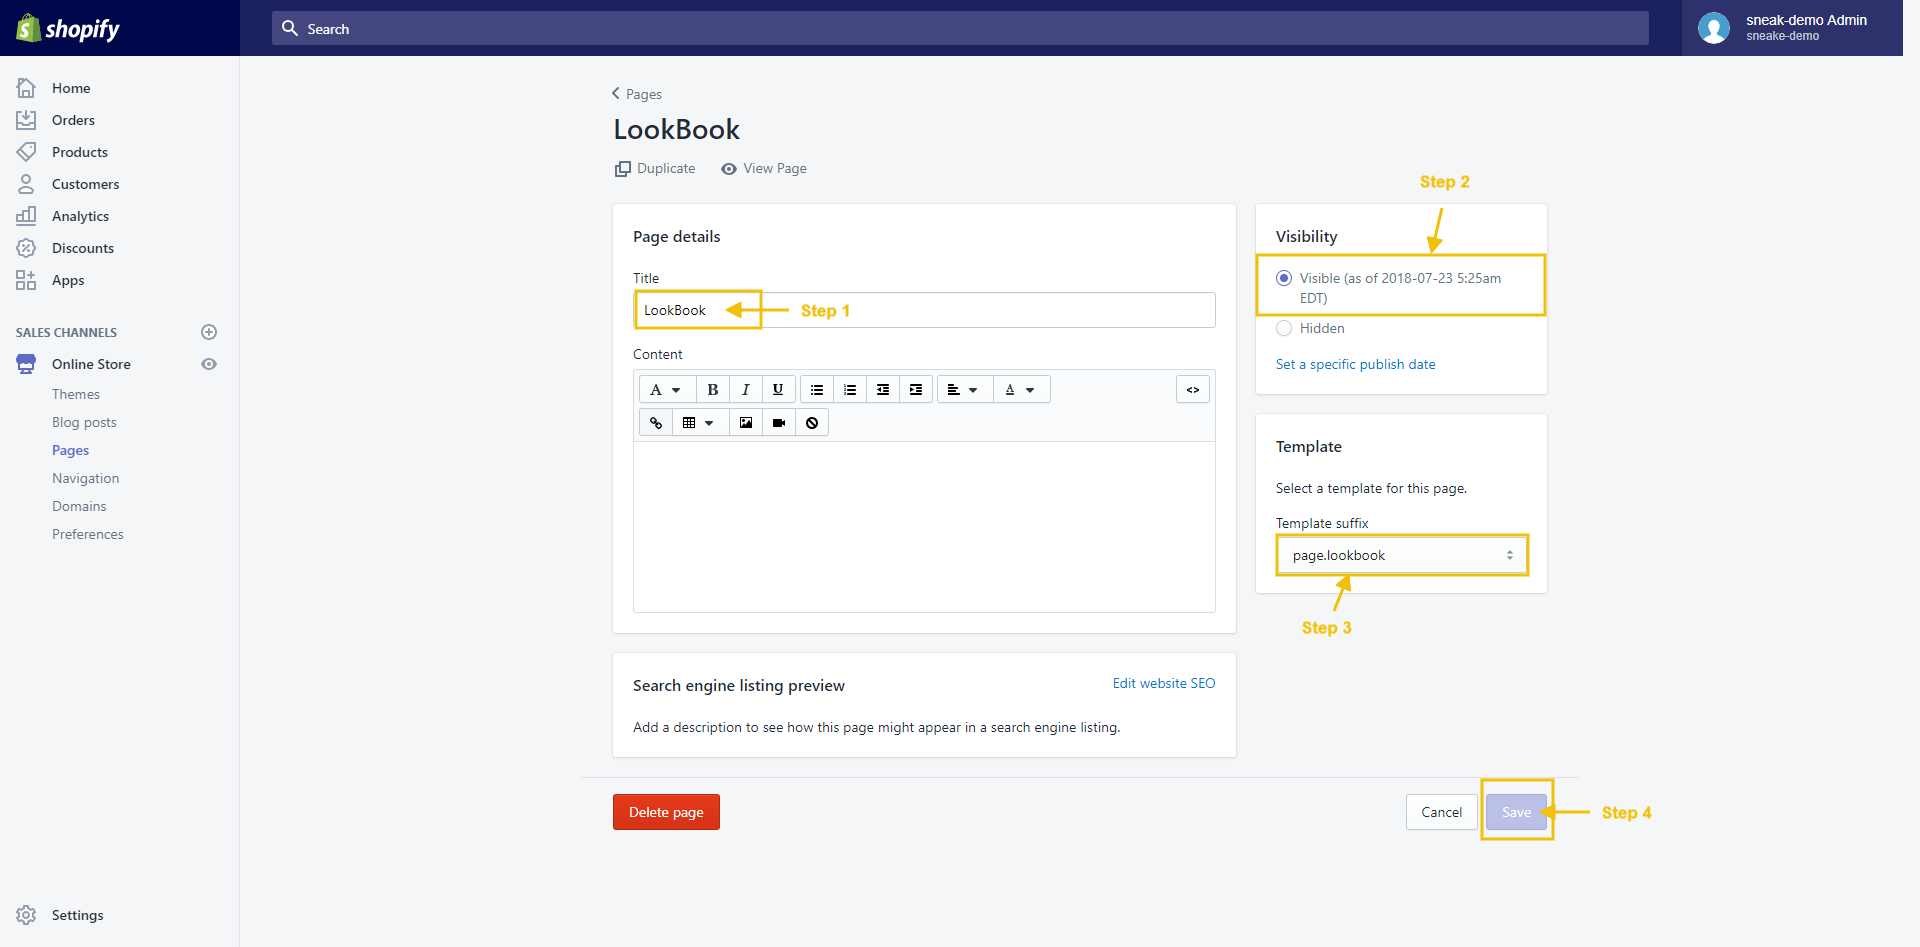 shopify
Search
sneak-demo Admin
sneake-demo
Home
Orders
Products
Customers
Analytics
Discounts
Apps
SALES CHANNELS
Online Store
Themes
Blog posts
Pages
Navigation
Domains
Preferences
Settings
Pages
LookBook
Duplicate
View Page
Page details
Title
LookBook
Step 1
Content
A
B
I
U
A
<>
Search engine listing preview
Edit website SEO
Add a description to see how this page might appear in a search engine listing.
Step 2
Visibility
Visible (as of 2018-07-23 5:25am
EDT)
Hidden
Set a specific publish date
Template
Select a template for this page.
Template suffix
page.lookbook
Step 3
Delete page
Cancel
Save
Step 4